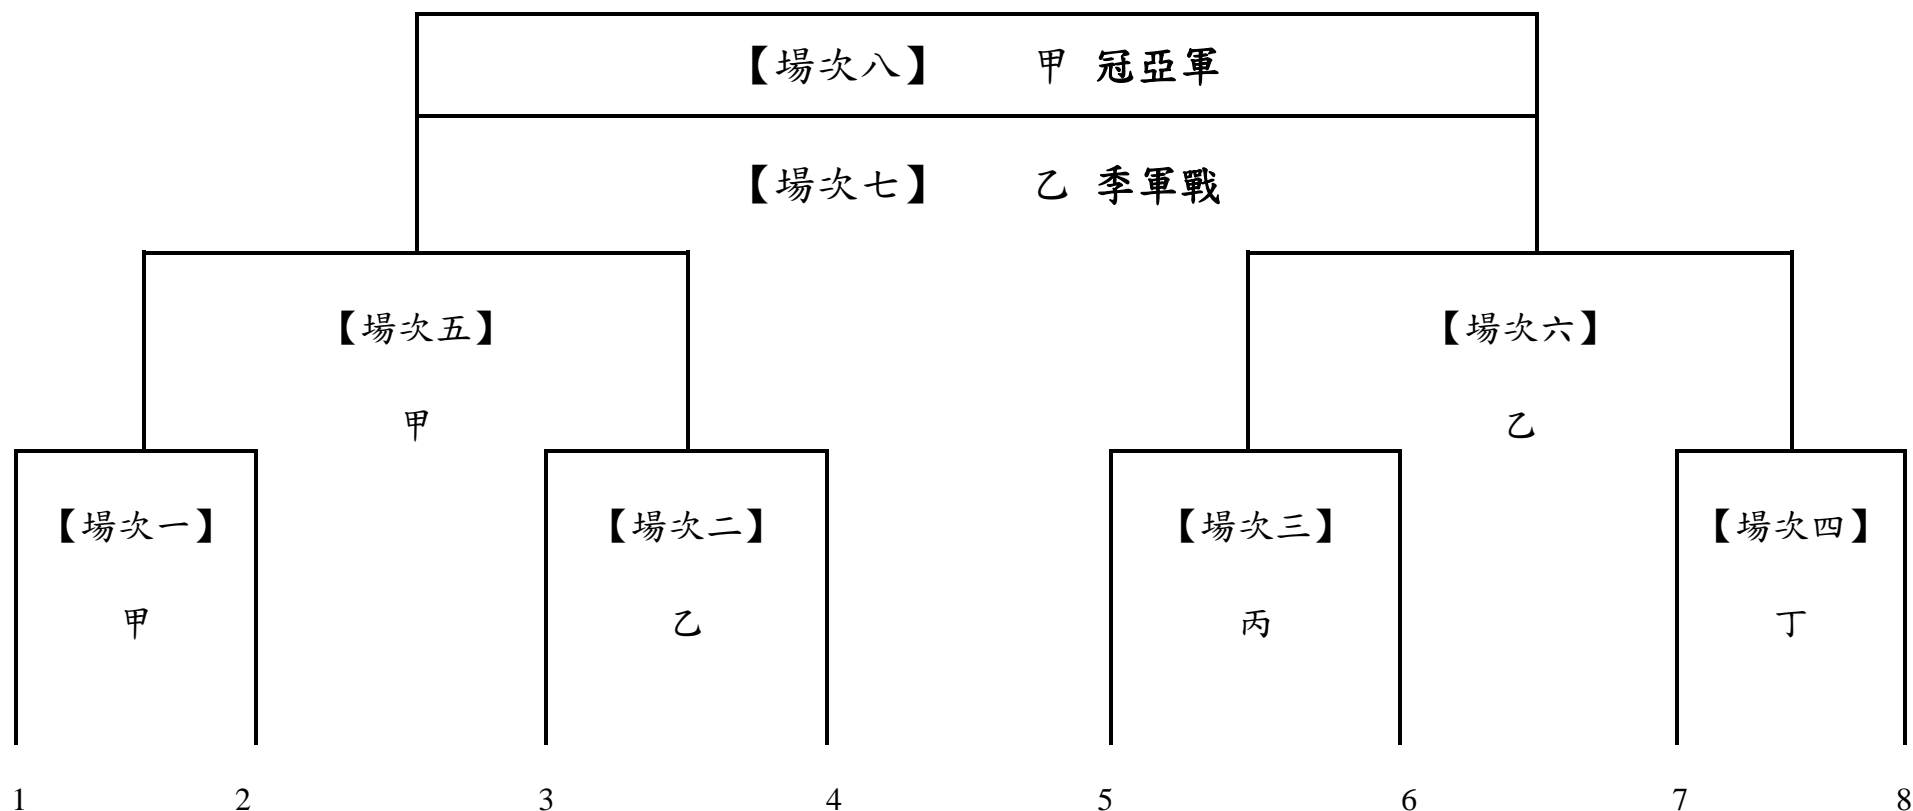 【場次八】 甲 冠亞軍
【場次七】 乙 季軍戰
【場次五】 【場次六】
甲 乙
【場次一】 【場次二】 【場次三】 【場次四】
甲 乙 丙 丁
1 2 3 4 5 6 7 8